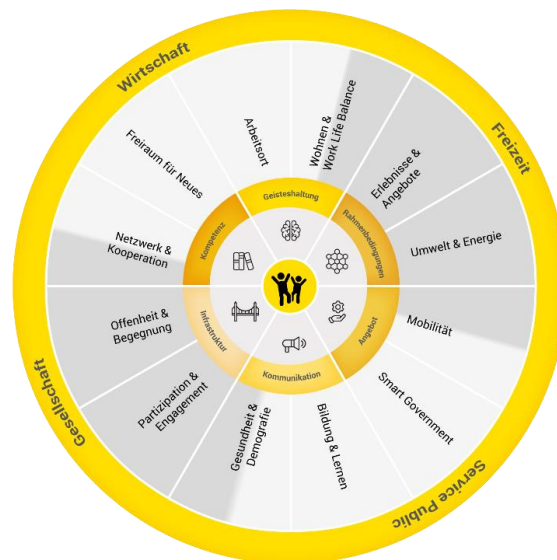 Wirtschaft
Freizeit
Service Public
Gesellschaft
Arbeitsort
Wohnen &
Work Life Balance
Erlebnisse &
Angebote
Umwelt & Energie
Mobilität
Smart Government
Bildung & Lernen
Gesundheit &
Demografie
Partizipation &
Engagement
Offenheit &
Begegnung
Netzwerk &
Kooperation
Freiraum für Neues
Geisteshaltung
Rahmenbedingungen
Angebot
Kommunikation
Infrastruktur
Kompetenz